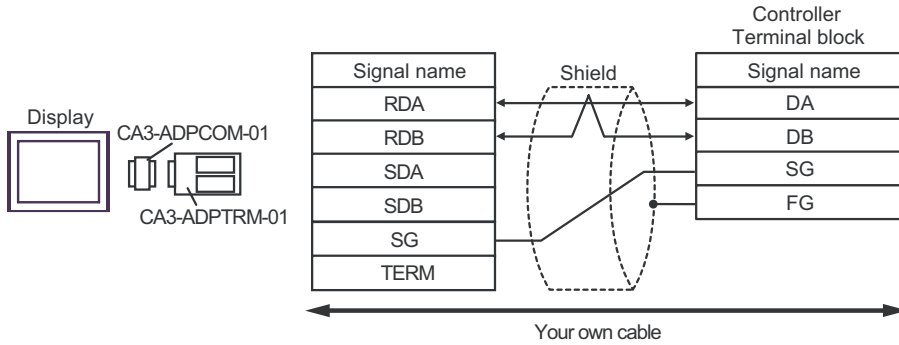 Controller
Terminal block
Signal name
Shield
Signal name
RDA
DA
Display
CA3-ADPCOM-01
RDB
DB
SDA
SG
SDB
FG
CA3-ADPTRM-01
SG
TERM
Your own cable